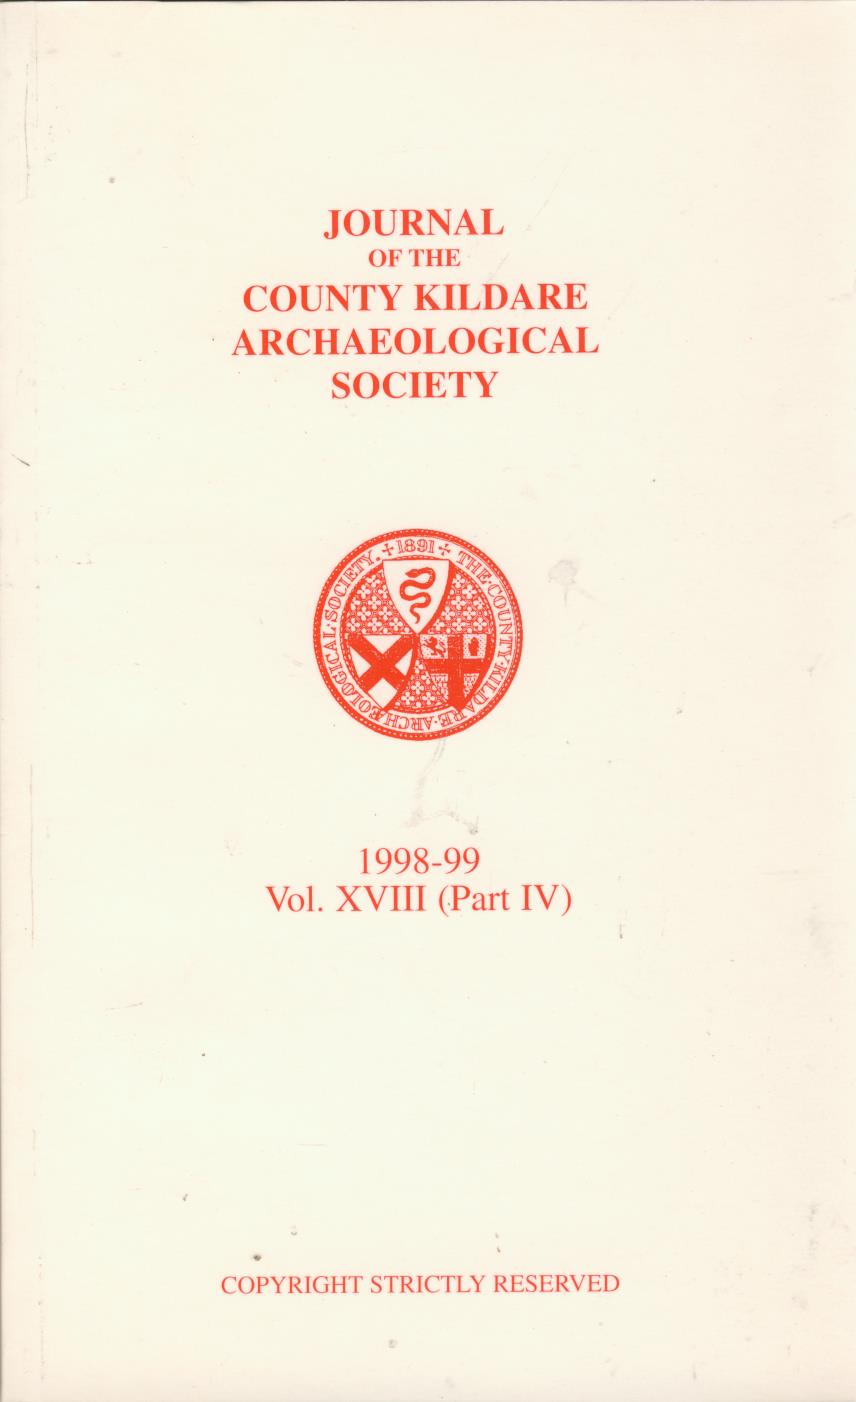 JOURNAL
OF THE
COUNTY KILDARE
ARCHAEOLOGICAL
SOCIETY
+1891+ THE·COUNTY·KILDARE·ARCHÆOLOGICAL·SOCIETY.
1998-99
Vol. XVIII (Part IV)
COPYRIGHT STRICTLY RESERVED